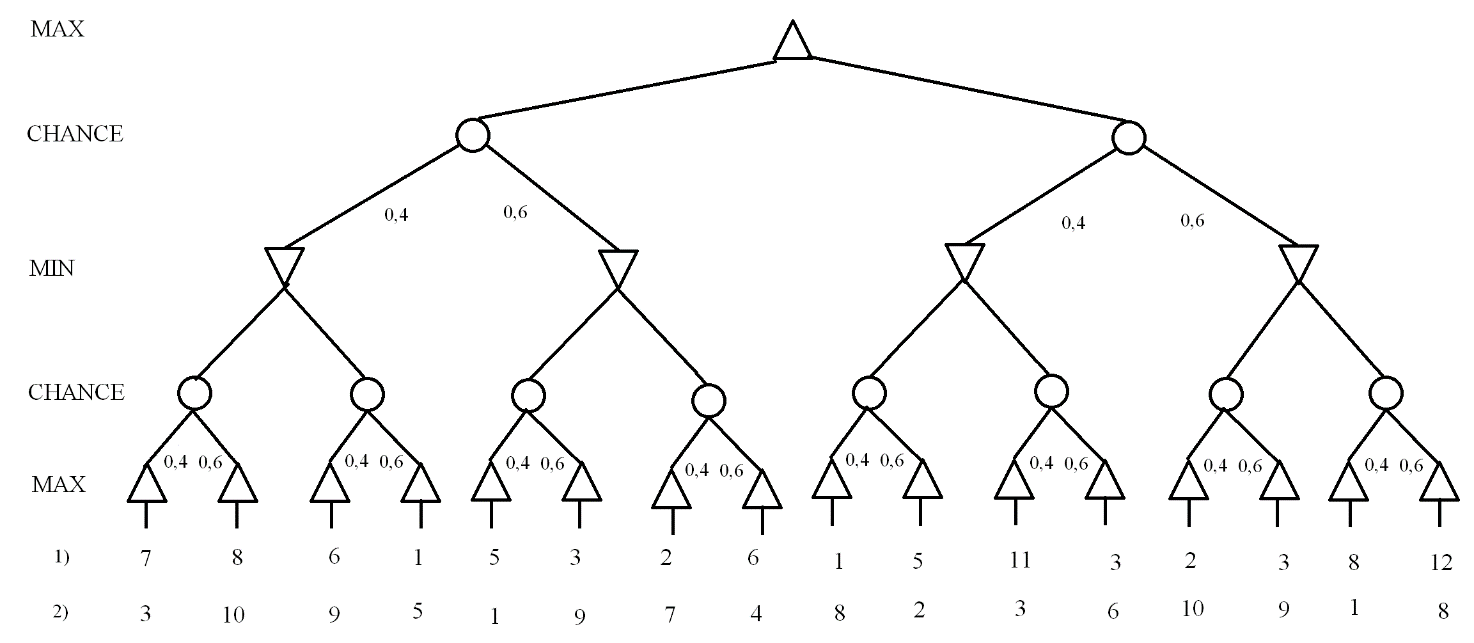 MAX
CHANCE
0,4 0,6 0,4 0,6
MIN
CHANCE
0,4 0,6 0,4 0,6 0,4 0,6 0,4 0,6 0,4 0,6 0,4 0,6 0,4 0,6 0,4 0,6
MAX
1) 7 8 6 1 5 3 2 6 1 5 11 3 2 3 8 12
2) 3 10 9 5 1 9 7 4 8 2 3 6 10 9 1 8